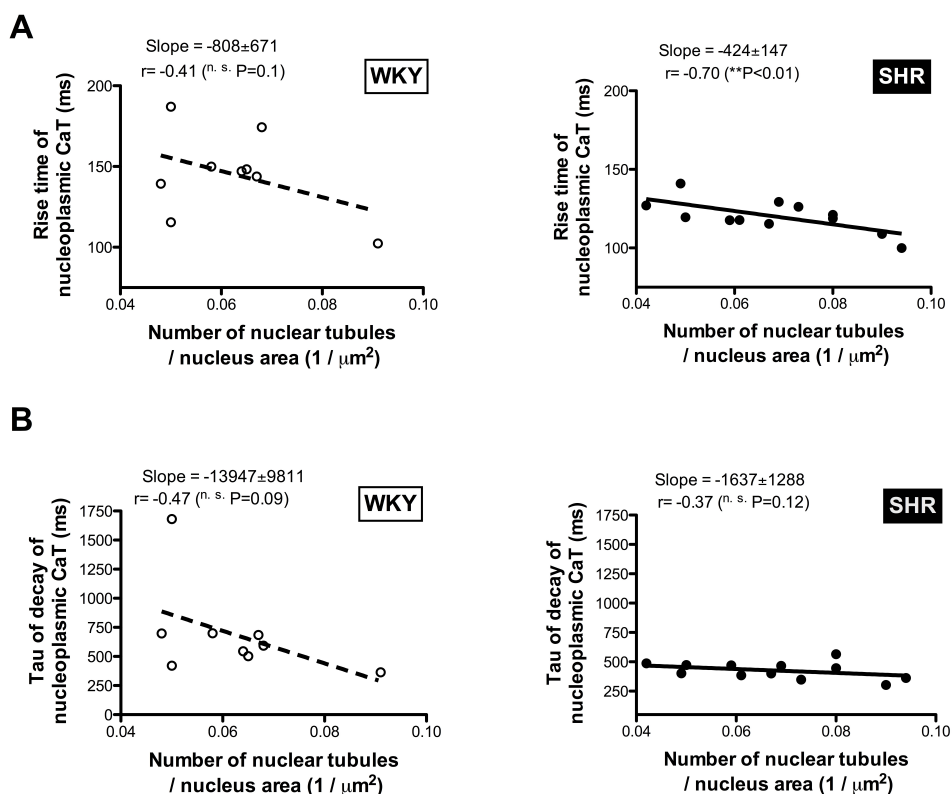 A
Slope = -808±671
r= -0.41 (n. s. P=0.1)
WKY
Rise time of
nucleoplasmic CaT (ms)
200
150
100
0.04
0.06
0.08
0.10
Number of nuclear tubules
/ nucleus area (1 / μm²)
Slope = -424±147
r= -0.70 (**P<0.01)
SHR
Rise time of
nucleoplasmic CaT (ms)
200
150
100
0.04
0.06
0.08
0.10
Number of nuclear tubules
/ nucleus area (1 / μm²)
B
Slope = -13947±9811
r= -0.47 (n. s. P=0.09)
WKY
Tau of decay of
nucleoplasmic CaT (ms)
1750
1500
1250
1000
750
500
250
0
0.04
0.06
0.08
0.10
Number of nuclear tubules
/ nucleus area (1 / μm²)
Slope = -1637±1288
r= -0.37 (n. s. P=0.12)
SHR
Tau of decay of
nucleoplasmic CaT (ms)
1750
1500
1250
1000
750
500
250
0.04
0.06
0.08
0.10
Number of nuclear tubules
/ nucleus area (1 / μm²)